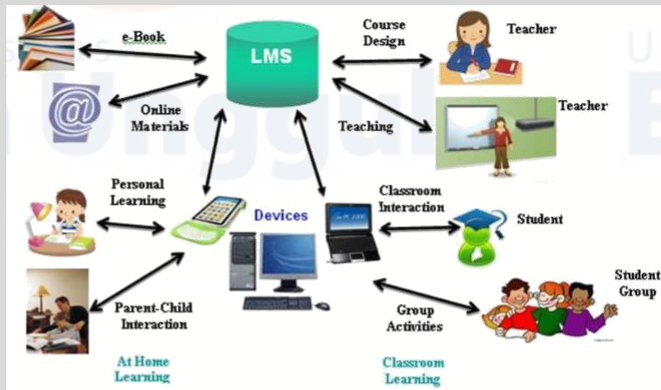 e-Book
LMS
Course
Design
Teacher
Online
Materials
Teaching
Teacher
Unggul
Personal
Learning
Devices
Classroom
Interaction
Student
Parent-Child
Interaction
Group
Activities
Student
Group
At Home
Learning
Classroom
Learning